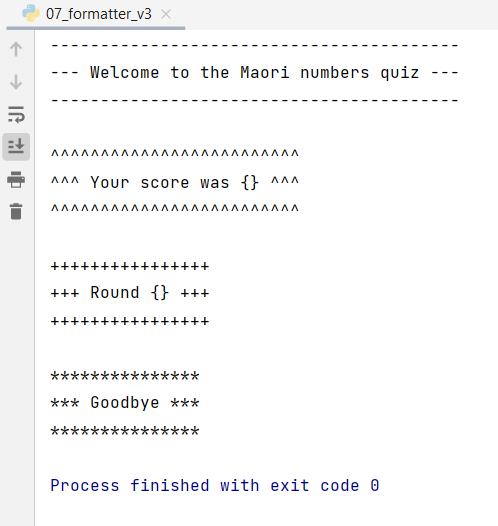 07_formatter_v3
-----------------------------------------
--- Welcome to the Maori numbers quiz ---
-----------------------------------------
^^^^^^^^^^^^^^^^^^^^^^^^^
^^^ Your score was {} ^^^
^^^^^^^^^^^^^^^^^^^^^^^^^
++++++++++++++++
+++ Round {} +++
++++++++++++++++
***************
*** Goodbye ***
***************
Process finished with exit code 0